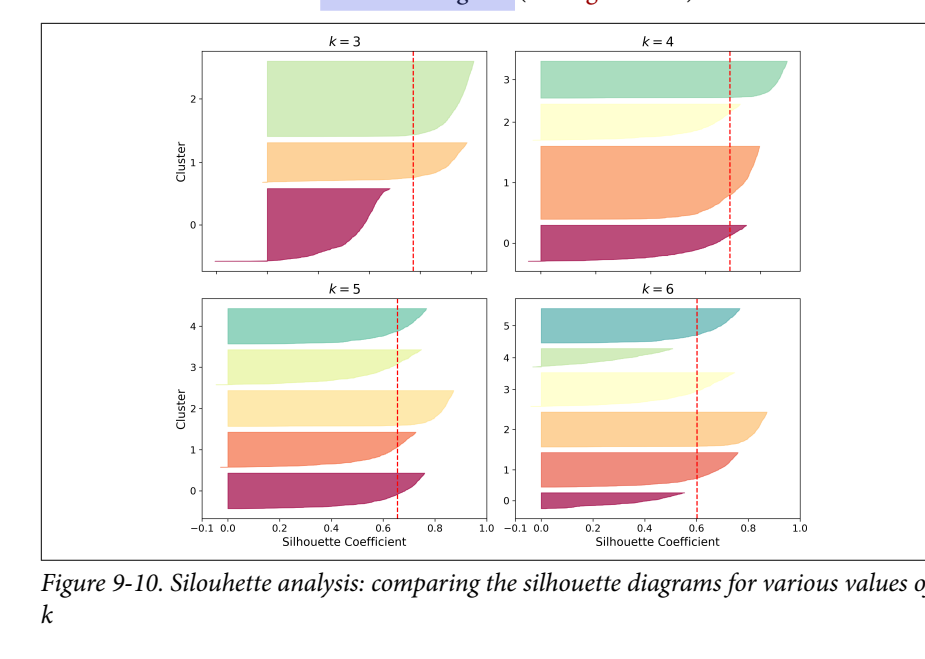 k = 3
k = 4
2
1
0
Cluster
3
2
1
0
k = 5
k = 6
4
3
2
1
0
Cluster
5
4
3
2
1
0
−0.1 0.0 0.2 0.4 0.6 0.8 1.0
−0.1 0.0 0.2 0.4 0.6 0.8 1.0
Silhouette Coefficient
Silhouette Coefficient
Figure 9-10. Silouhette analysis: comparing the silhouette diagrams for various values of
k